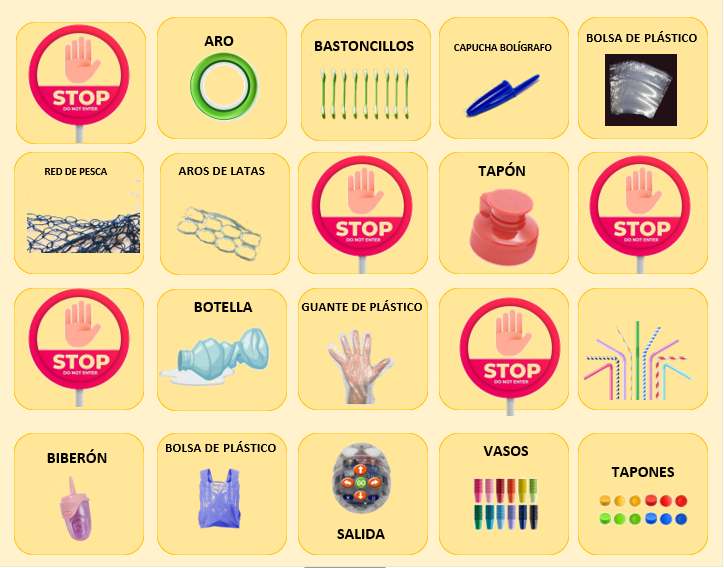 STOP
DO NOT ENTER
ARO
BASTONCILLOS
CAPUCHA BOLÍGRAFO
BOLSA DE PLÁSTICO
RED DE PESCA
AROS DE LATAS
STOP
DO NOT ENTER
TAPÓN
STOP
DO NOT ENTER
STOP
DO NOT ENTER
BOTELLA
GUANTE DE PLÁSTICO
STOP
DO NOT ENTER
BIBERÓN
BOLSA DE PLÁSTICO
GO
SALIDA
VASOS
TAPONES